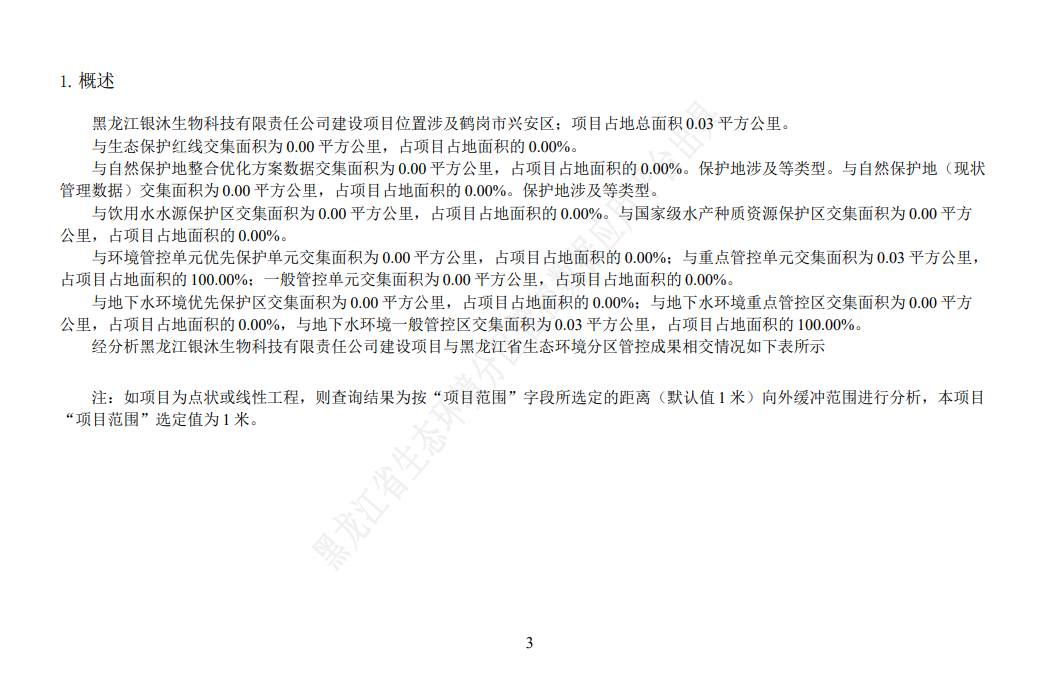 1. 概述
黑龙江银沐生物科技有限责任公司建设项目位置涉及鹤岗市兴安区；项目占地总面积 0.03 平方公里。
与生态保护红线交集面积为 0.00 平方公里，占项目占地面积的 0.00%。
与自然保护地整合优化方案数据交集面积为 0.00 平方公里，占项目占地面积的 0.00%。保护地涉及等类型。与自然保护地（现状
管理数据）交集面积为 0.00 平方公里，占项目占地面积的 0.00%。保护地涉及等类型。
与饮用水水源保护区交集面积为 0.00 平方公里，占项目占地面积的 0.00%。与国家级水产种质资源保护区交集面积为 0.00 平方
公里，占项目占地面积的 0.00%。
与环境管控单元优先保护单元交集面积为 0.00 平方公里，占项目占地面积的 0.00%；与重点管控单元交集面积为 0.03 平方公里，
占项目占地面积的 100.00%；一般管控单元交集面积为 0.00 平方公里，占项目占地面积的 0.00%。
与地下水环境优先保护区交集面积为 0.00 平方公里，占项目占地面积的 0.00%；与地下水环境重点管控区交集面积为 0.00 平方
公里，占项目占地面积的 0.00%，与地下水环境一般管控区交集面积为 0.03 平方公里，占项目占地面积的 100.00%。
经分析黑龙江银沐生物科技有限责任公司建设项目与黑龙江省生态环境分区管控成果相交情况如下表所示
注：如项目为点状或线性工程，则查询结果为按“项目范围”字段所选定的距离（默认值 1 米）向外缓冲范围进行分析，本项目
“项目范围”选定值为 1 米。
黑龙江省生态环境分区
3